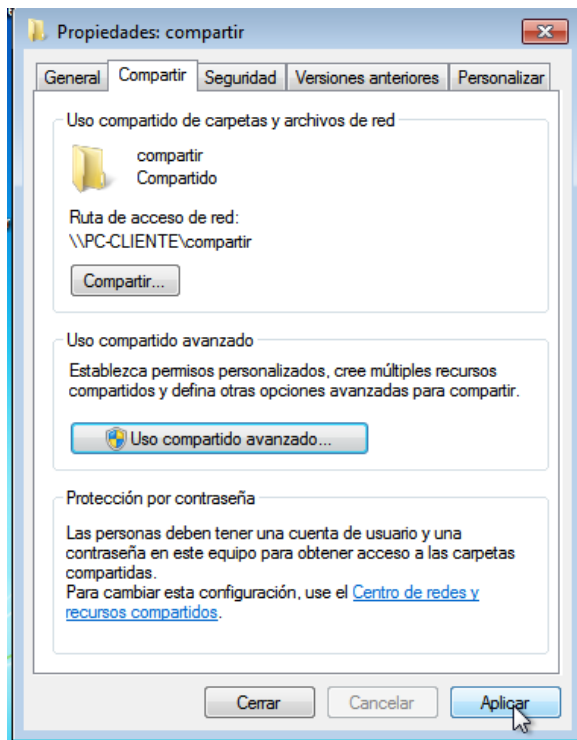 Propiedades: compartir
General
Compartir
Seguridad
Versiones anteriores
Personalizar
Uso compartido de carpetas y archivos de red
compartir
Compartido
Ruta de acceso de red:
\\PC-CLIENTE\compartir
Compartir...
Uso compartido avanzado
Establezca permisos personalizados, cree múltiples recursos
compartidos y defina otras opciones avanzadas para compartir.
Uso compartido avanzado...
Protección por contraseña
Las personas deben tener una cuenta de usuario y una
contraseña en este equipo para obtener acceso a las carpetas
compartidas.
Para cambiar esta configuración, use el Centro de redes y
recursos compartidos.
Cerrar
Cancelar
Aplicar